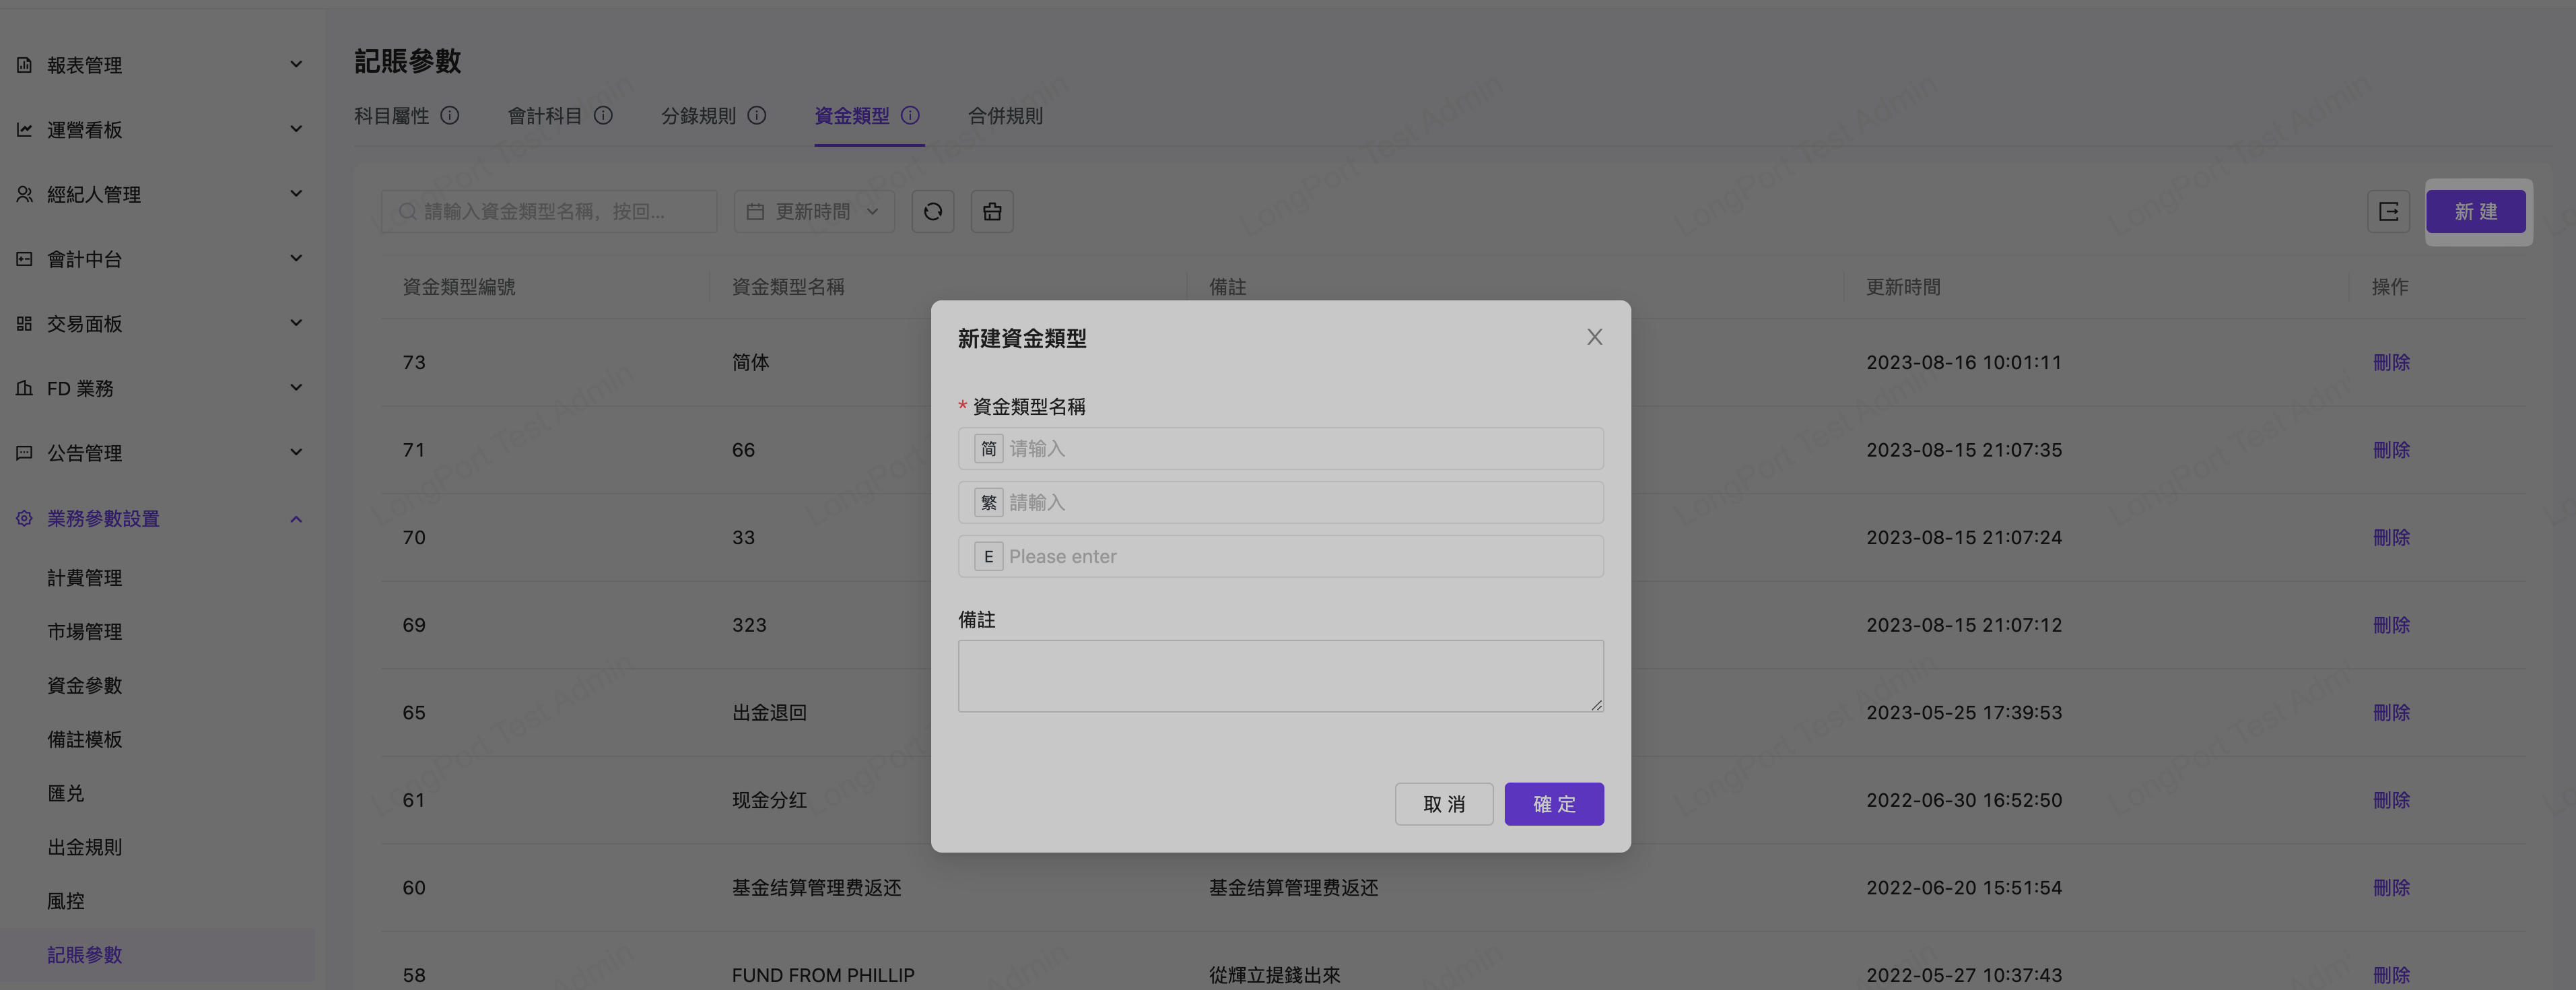 報表管理
運營看板
經紀人管理
會計中台
交易面板
FD 業務
公告管理
業務參數設置
計費管理
市場管理
資金參數
備註模板
匯兑
出金規則
風控
記賬參數
記賬參數
科目屬性 會計科目 分錄規則 資金類型 合併規則
請輸入資金類型名稱，按回... 更新時間 新 建
資金類型編號 資金類型名稱 備註 更新時間 操作
73 简体 2023-08-16 10:01:11 刪除
71 66 2023-08-15 21:07:35 刪除
70 33 2023-08-15 21:07:24 刪除
69 323 2023-08-15 21:07:12 刪除
65 出金退回 2023-05-25 17:39:53 刪除
61 现金分红 2022-06-30 16:52:50 刪除
60 基金结算管理费返还 基金结算管理费返还 2022-06-20 15:51:54 刪除
58 FUND FROM PHILLIP 從輝立提錢出來 2022-05-27 10:37:43 刪除
新建資金類型
* 資金類型名稱
简 请输入
繁 請輸入
E Please enter
備註
取 消 確 定
LongPort Test Admin